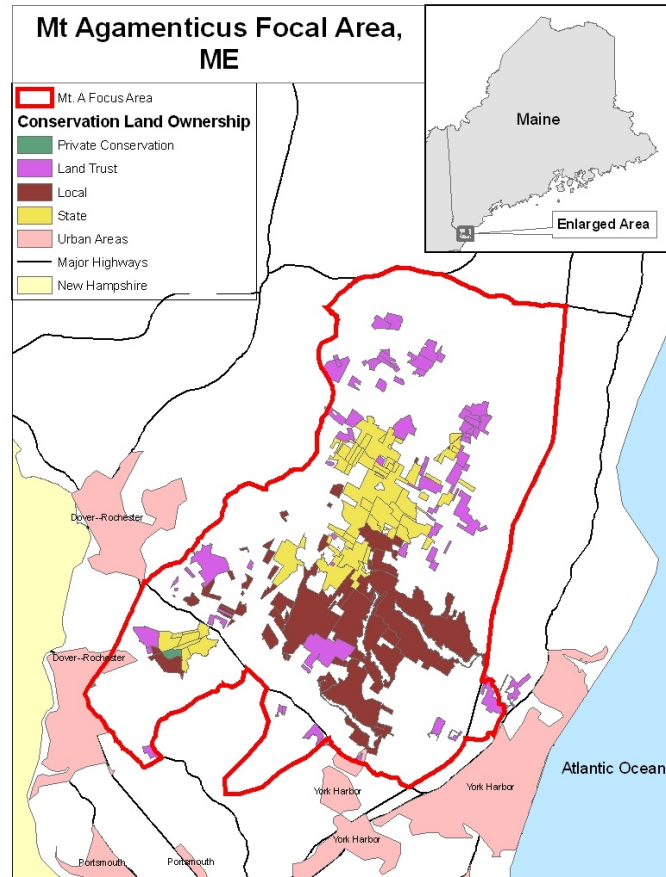 Mt Agamenticus Focal Area,
ME
Mt. A Focus Area
Conservation Land Ownership
Private Conservation
Land Trust
Local
State
Urban Areas
Major Highways
New Hampshire
Maine
Enlarged Area
Dover--Rochester
Dover--Rochester
Atlantic Ocean
York Harbor
York Harbor
York Harbor
Portsmouth
Portsmouth